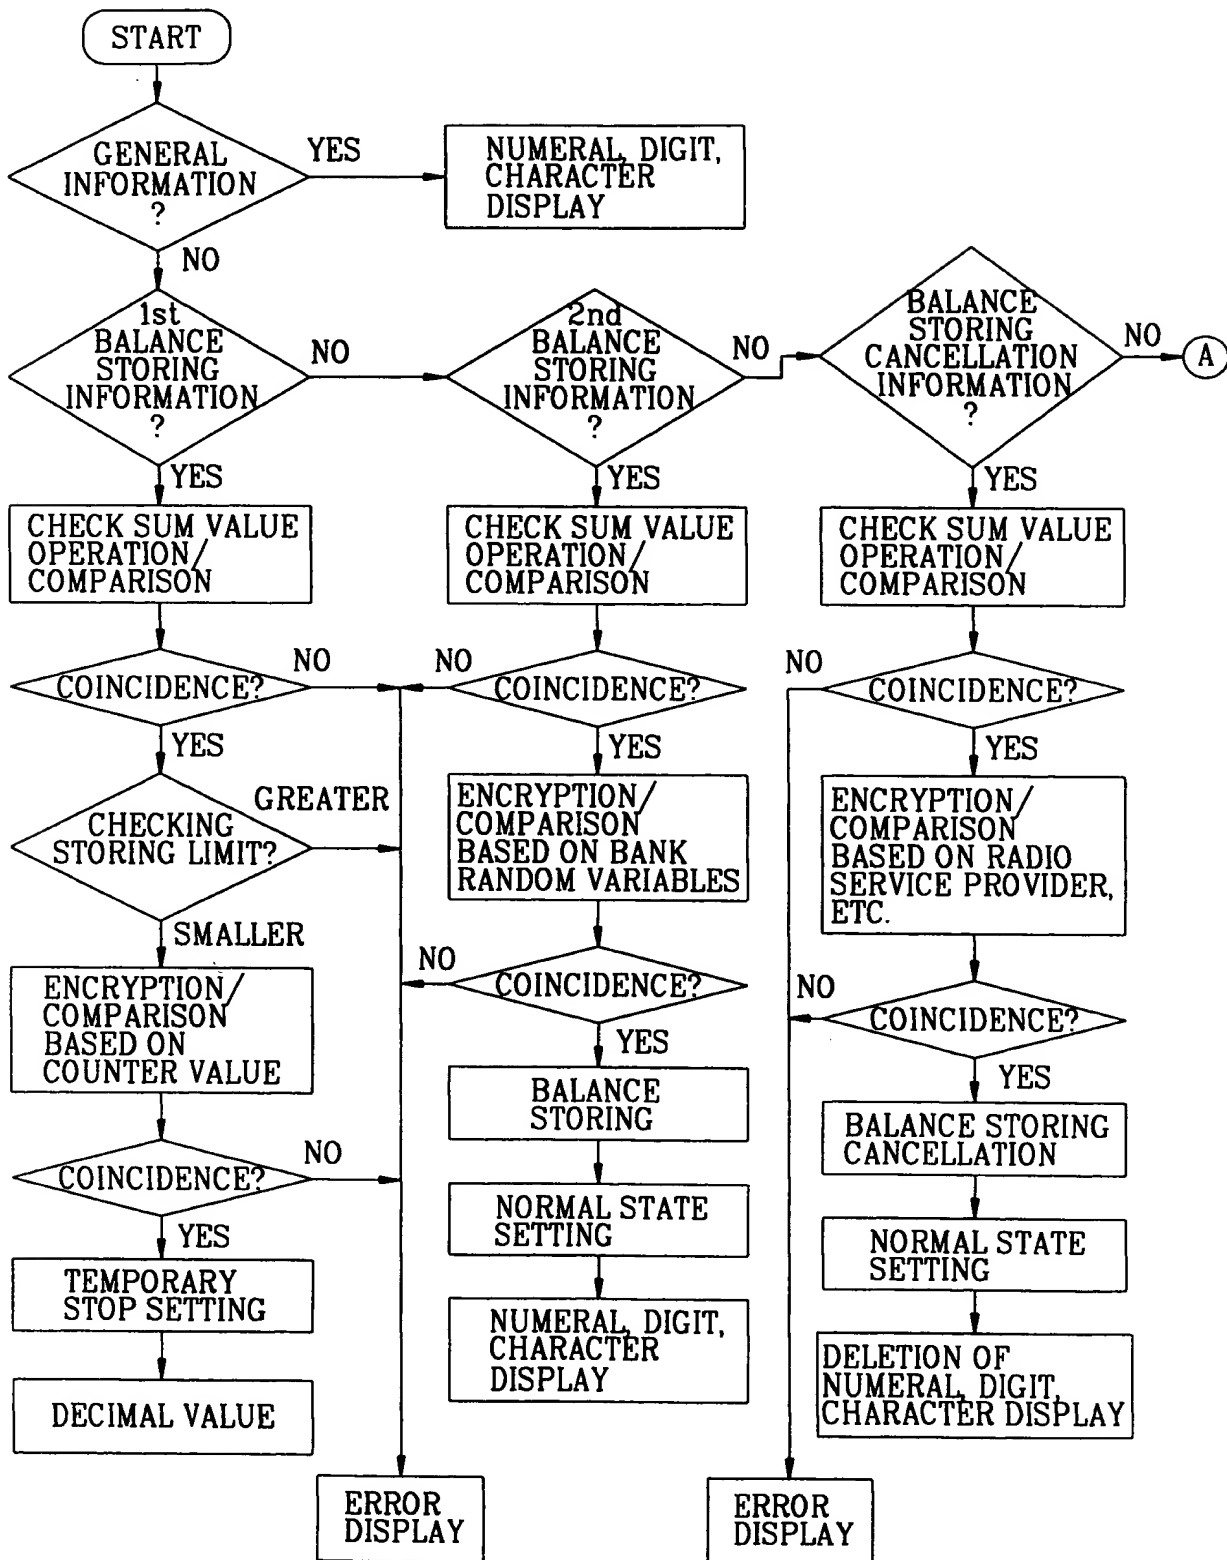 START
GENERAL
INFORMATION
?
YES
NUMERAL, DIGIT,
CHARACTER
DISPLAY
NO
1st
BALANCE
STORING
INFORMATION
?
NO
2nd
BALANCE
STORING
INFORMATION
?
NO
BALANCE
STORING
CANCELLATION
INFORMATION
?
NO
A
YES
YES
YES
CHECK SUM VALUE
OPERATION/
COMPARISON
CHECK SUM VALUE
OPERATION/
COMPARISON
CHECK SUM VALUE
OPERATION/
COMPARISON
COINCIDENCE?
NO
NO
COINCIDENCE?
NO
COINCIDENCE?
YES
YES
YES
CHECKING
STORING LIMIT?
GREATER
SMALLER
ENCRYPTION/
COMPARISON
BASED ON BANK
RANDOM VARIABLES
ENCRYPTION/
COMPARISON
BASED ON RADIO
SERVICE PROVIDER,
ETC.
ENCRYPTION/
COMPARISON
BASED ON
COUNTER VALUE
NO
COINCIDENCE?
NO
COINCIDENCE?
YES
YES
BALANCE
STORING
BALANCE STORING
CANCELLATION
COINCIDENCE?
NO
YES
NORMAL STATE
SETTING
NORMAL STATE
SETTING
TEMPORARY
STOP SETTING
NUMERAL, DIGIT,
CHARACTER
DISPLAY
DELETION OF
NUMERAL, DIGIT,
CHARACTER DISPLAY
DECIMAL VALUE
ERROR
DISPLAY
ERROR
DISPLAY